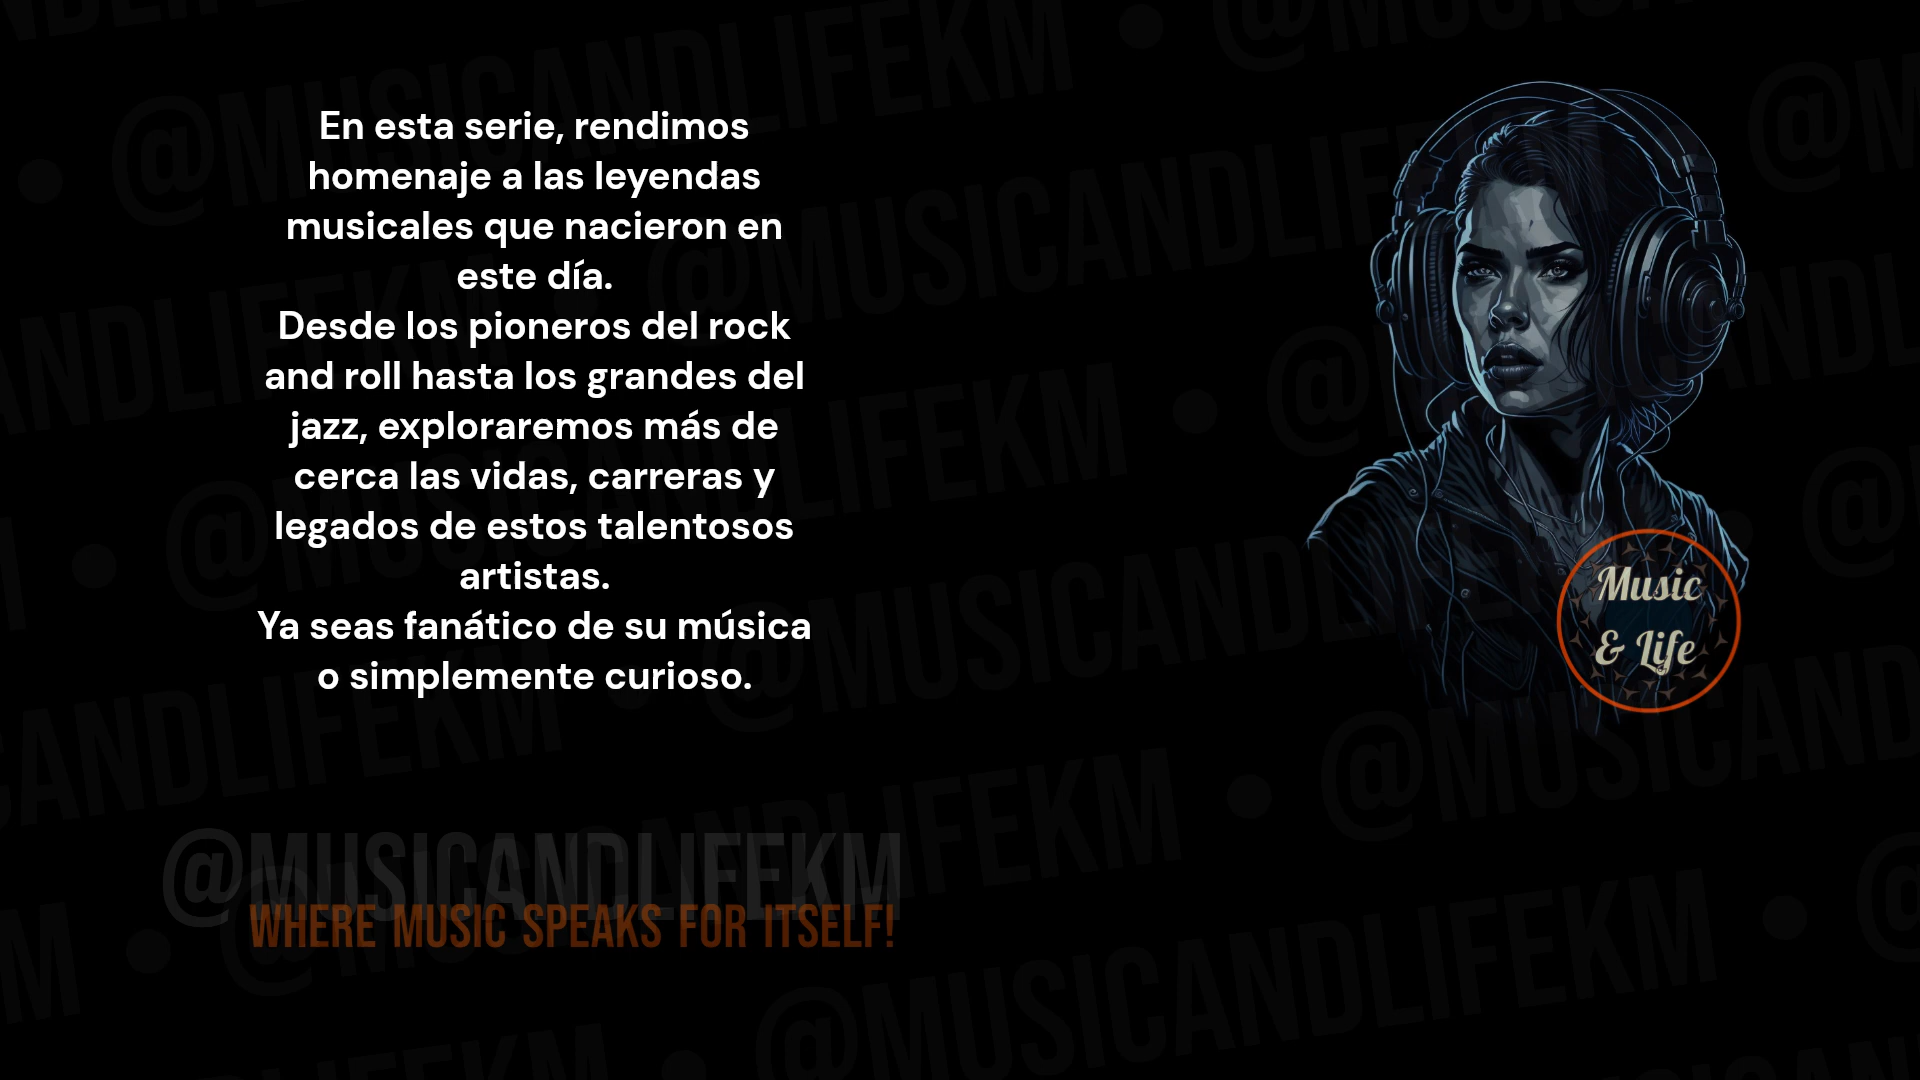 En esta serie, rendimos
homenaje a las leyendas
musicales que nacieron en
este día.
Desde los pioneros del rock
and roll hasta los grandes del
jazz, exploraremos más de
cerca las vidas, carreras y
legados de estos talentosos
artistas.
Ya seas fanático de su música
o simplemente curioso.
Music
& Life
@MUSICANDLIFEKM
WHERE MUSIC SPEAKS FOR ITSELF!